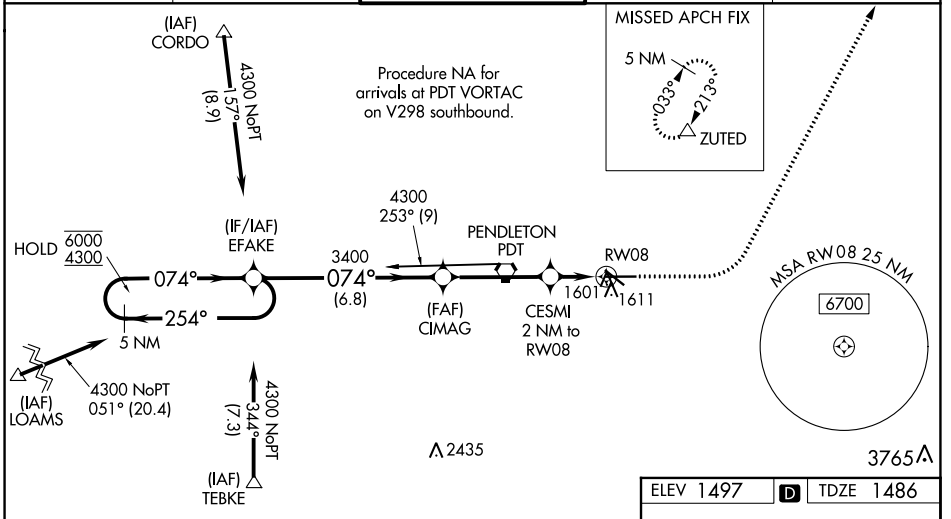 (IAF)
CORDO
4300 NoPT
157°
(8.9)
Procedure NA for
arrivals at PDT VORTAC
on V298 southbound.
MISSED APCH FIX
5 NM
033°
213°
ZUTED
HOLD
6000
4300
074°
254°
5 NM
(IF/IAF)
EFAKE
3400
074°
(6.8)
4300
253° (9)
(FAF)
CIMAG
PENDLETON
PDT
CESMI
2 NM to
RW08
RW08
1601
1611
MSA RW08 25 NM
6700
(IAF)
LOAMS
4300 NoPT
051° (20.4)
4300 NoPT
344°
(7.3)
(IAF)
TEBKE
2435
3765
ELEV 1497 D TDZE 1486